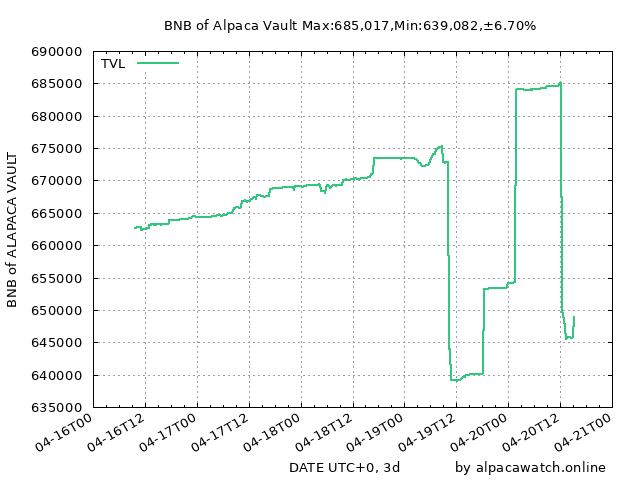 BNB of Alpaca Vault Max:685,017,Min:639,082,±6.70%
TVL
BNB of ALAPACA VAULT
690000
685000
680000
675000
670000
665000
660000
655000
650000
645000
640000
635000
04-16T00
04-16T12
04-17T00
04-17T12
04-18T00
04-18T12
04-19T00
04-19T12
04-20T00
04-20T12
04-21T00
DATE UTC+0, 3d
by alpacawatch.online